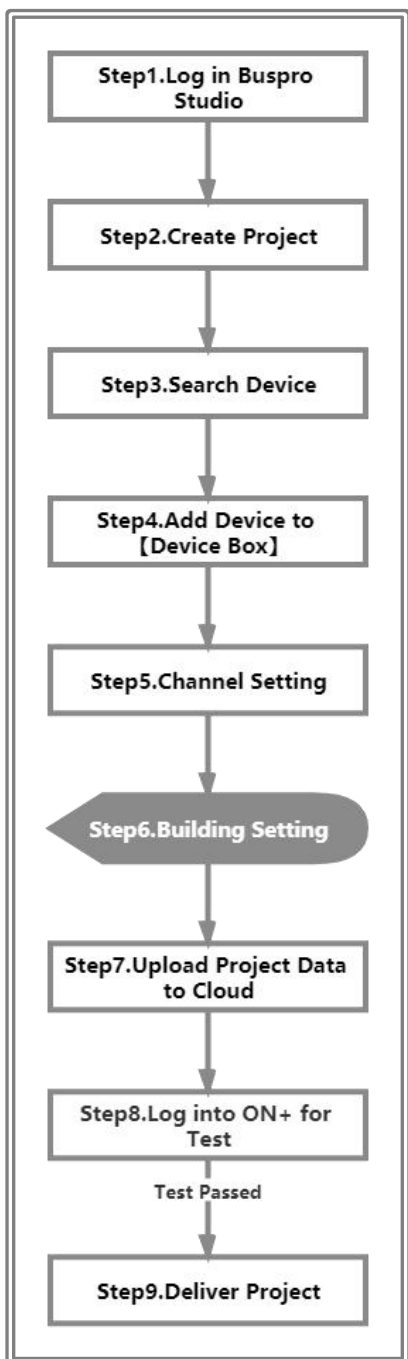 Step1.Log in Buspro
Studio
Step2.Create Project
Step3.Search Device
Step4.Add Device to
【Device Box】
Step5.Channel Setting
Step6.Building Setting
Step7.Upload Project Data
to Cloud
Step8.Log into ON+ for
Test
Test Passed
Step9.Deliver Project